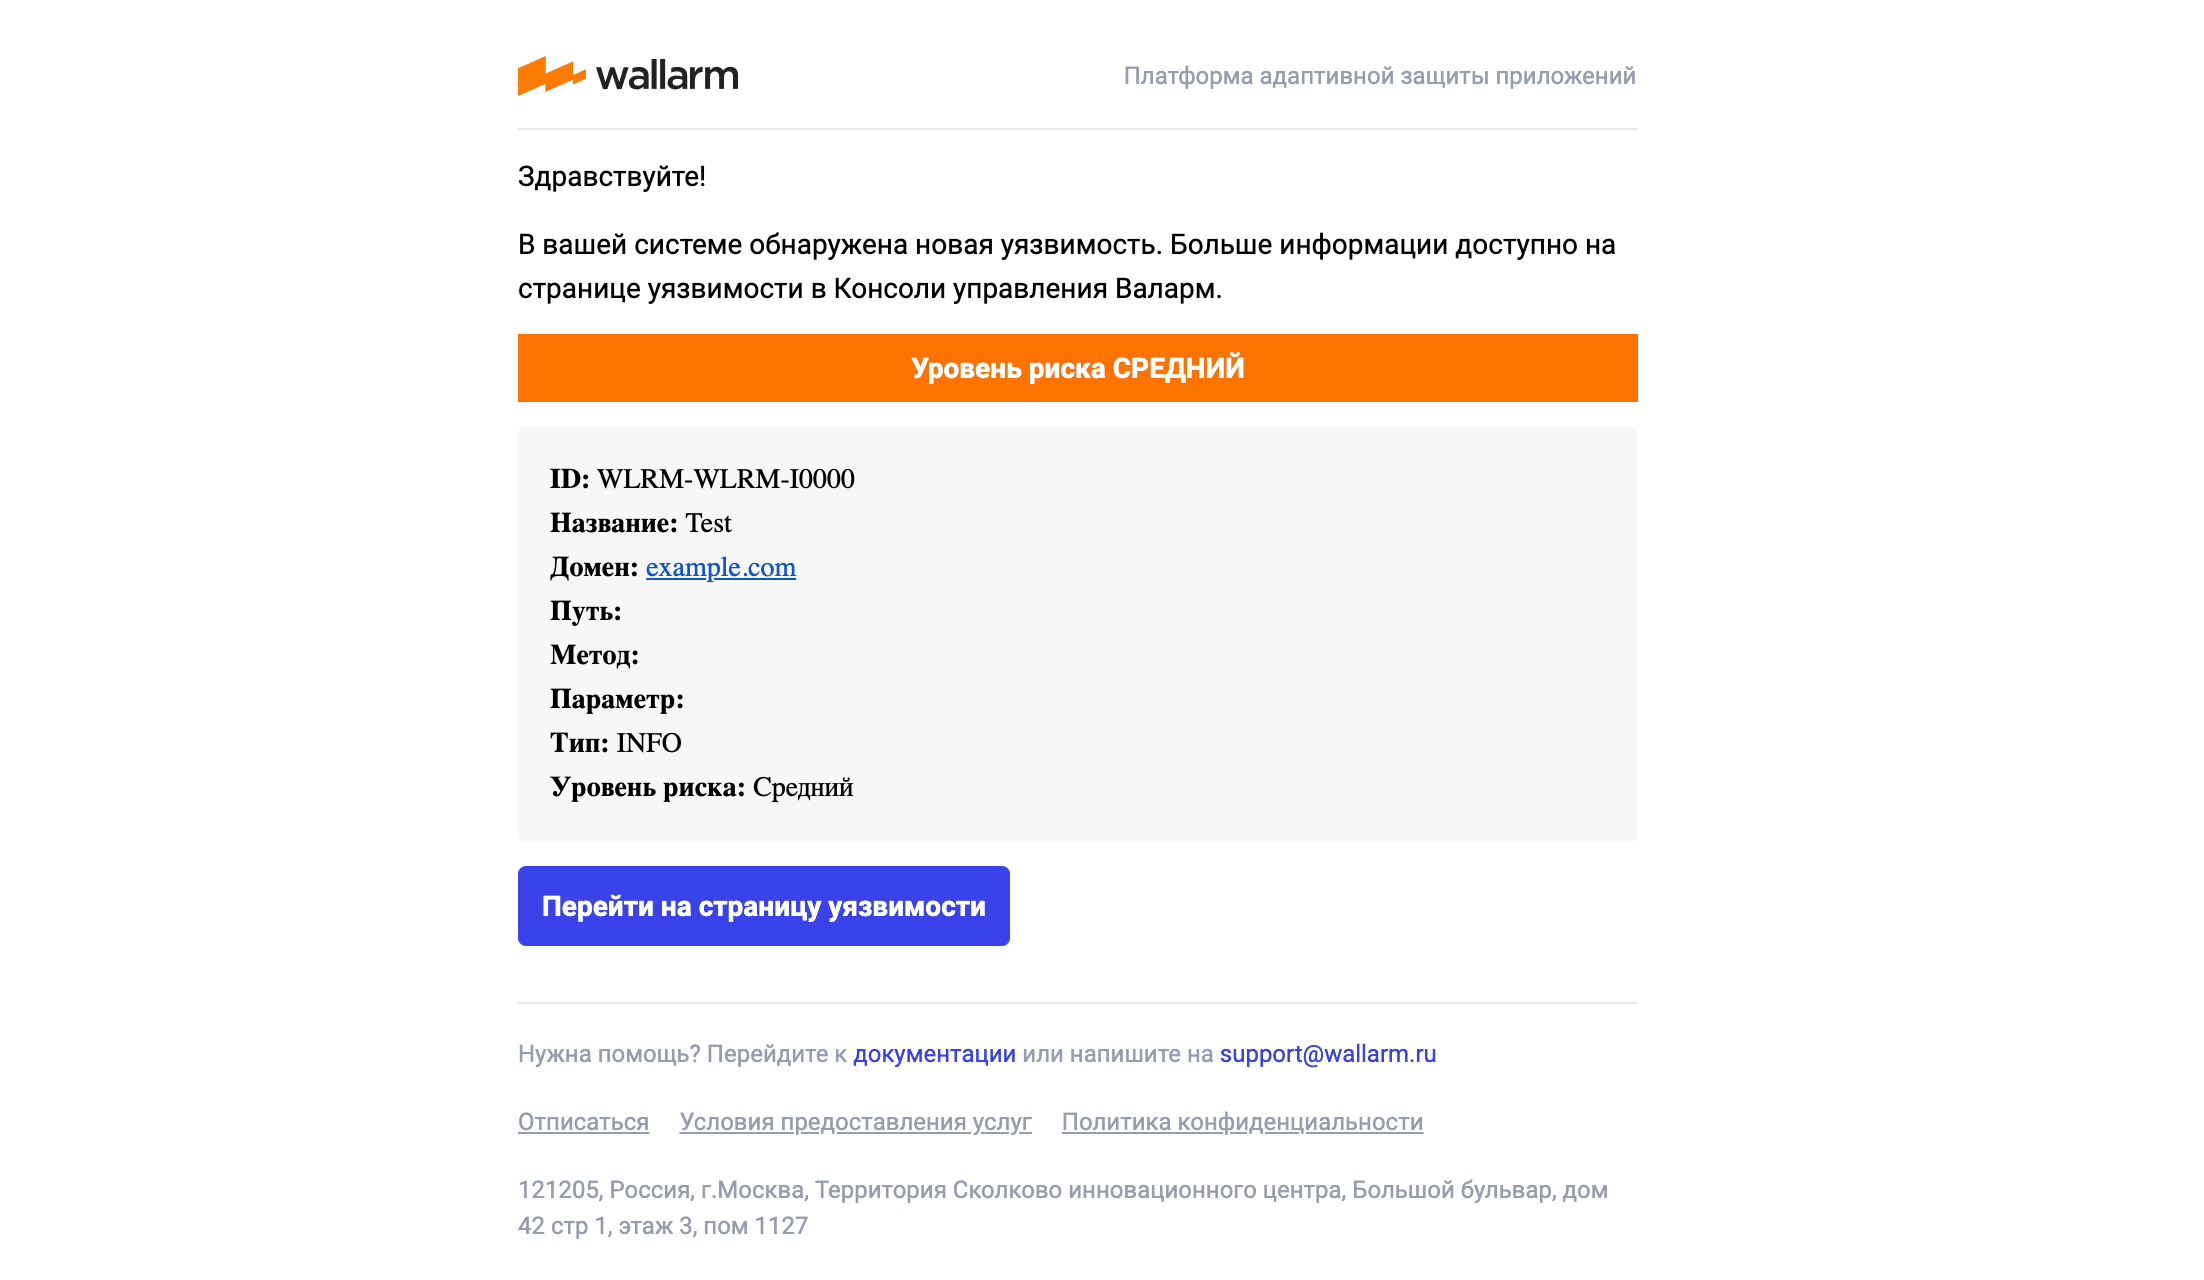 wallarm
Платформа адаптивной защиты приложений
Здравствуйте!
В вашей системе обнаружена новая уязвимость. Больше информации доступно на
странице уязвимости в Консоли управления Валарм.
Уровень риска СРЕДНИЙ
ID: WLRM-WLRM-I0000
Название: Test
Домен: example.com
Путь:
Метод:
Параметр:
Тип: INFO
Уровень риска: Средний
Перейти на страницу уязвимости
Нужна помощь? Перейдите к документации или напишите на support@wallarm.ru
Отписаться Условия предоставления услуг Политика конфиденциальности
121205, Россия, г.Москва, Территория Сколково инновационного центра, Большой бульвар, дом
42 стр 1, этаж 3, пом 1127